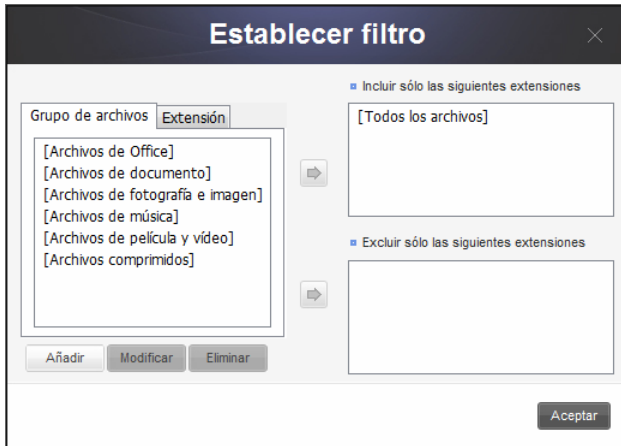 Establecer filtro
Grupo de archivos
Extensión
[Archivos de Office]
[Archivos de documento]
[Archivos de fotografía e imagen]
[Archivos de música]
[Archivos de película y vídeo]
[Archivos comprimidos]
Añadir
Modificar
Eliminar
Incluir sólo las siguientes extensiones
[Todos los archivos]
Excluir sólo las siguientes extensiones
Aceptar